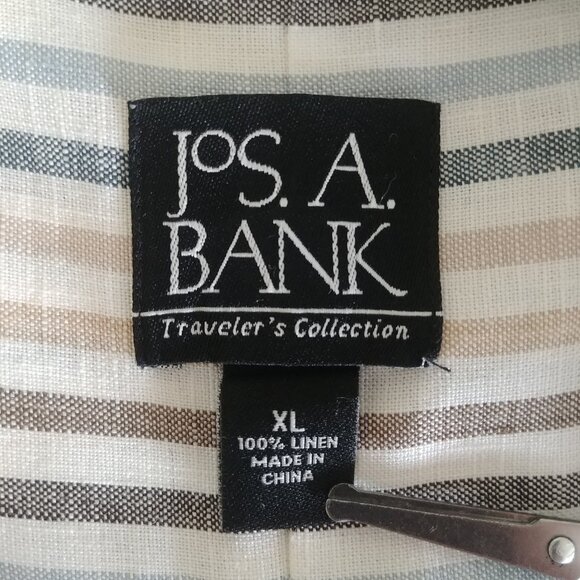 JOS. A.
BANK
Traveler's Collection
XL
100% LINEN
MADE IN
CHINA